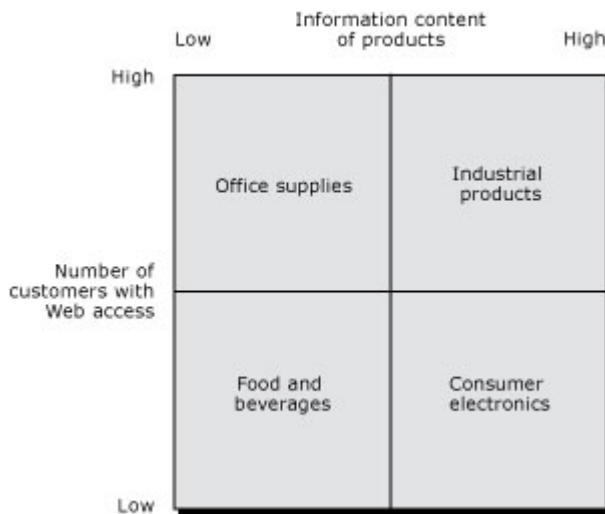 Information content
of products
Low
High
High
Office supplies
Industrial
products
Number of
customers with
Web access
Food and
beverages
Consumer
electronics
Low